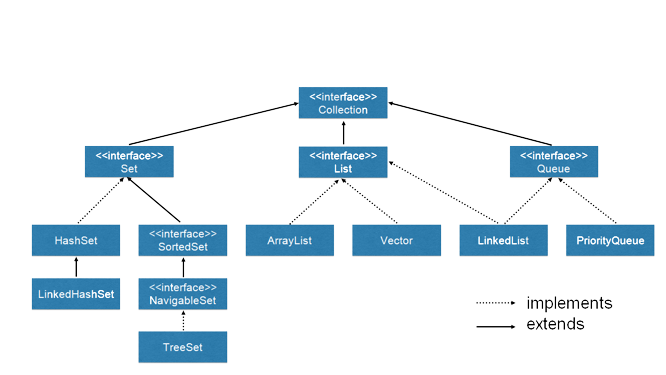 <<interface>>
Collection
<<interface>>
Set
<<interface>>
List
<<interface>>
Queue
HashSet
<<interface>>
SortedSet
ArrayList
Vector
LinkedList
PriorityQueue
LinkedHashSet
<<interface>>
NavigableSet
TreeSet
implements
extends